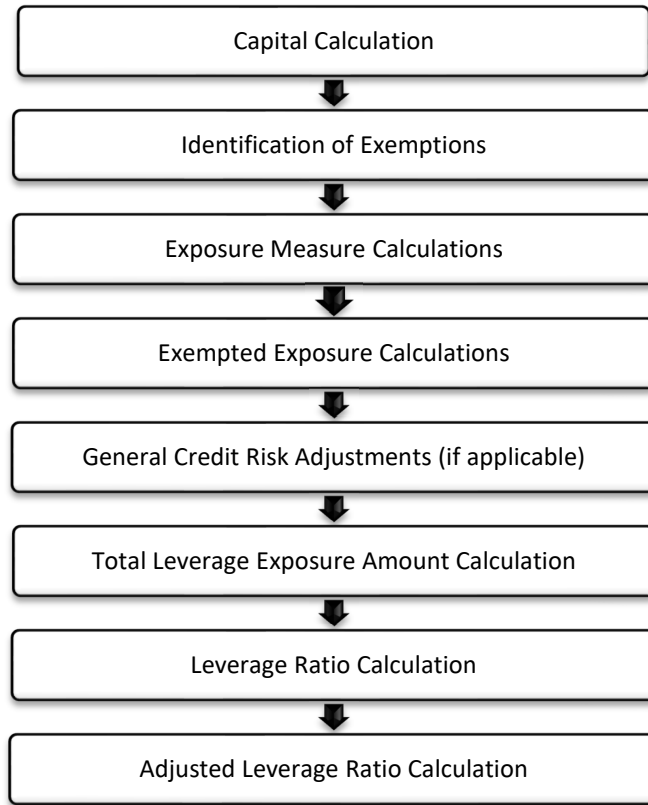 Capital Calculation
Identification of Exemptions
Exposure Measure Calculations
Exempted Exposure Calculations
General Credit Risk Adjustments (if applicable)
Total Leverage Exposure Amount Calculation
Leverage Ratio Calculation
Adjusted Leverage Ratio Calculation